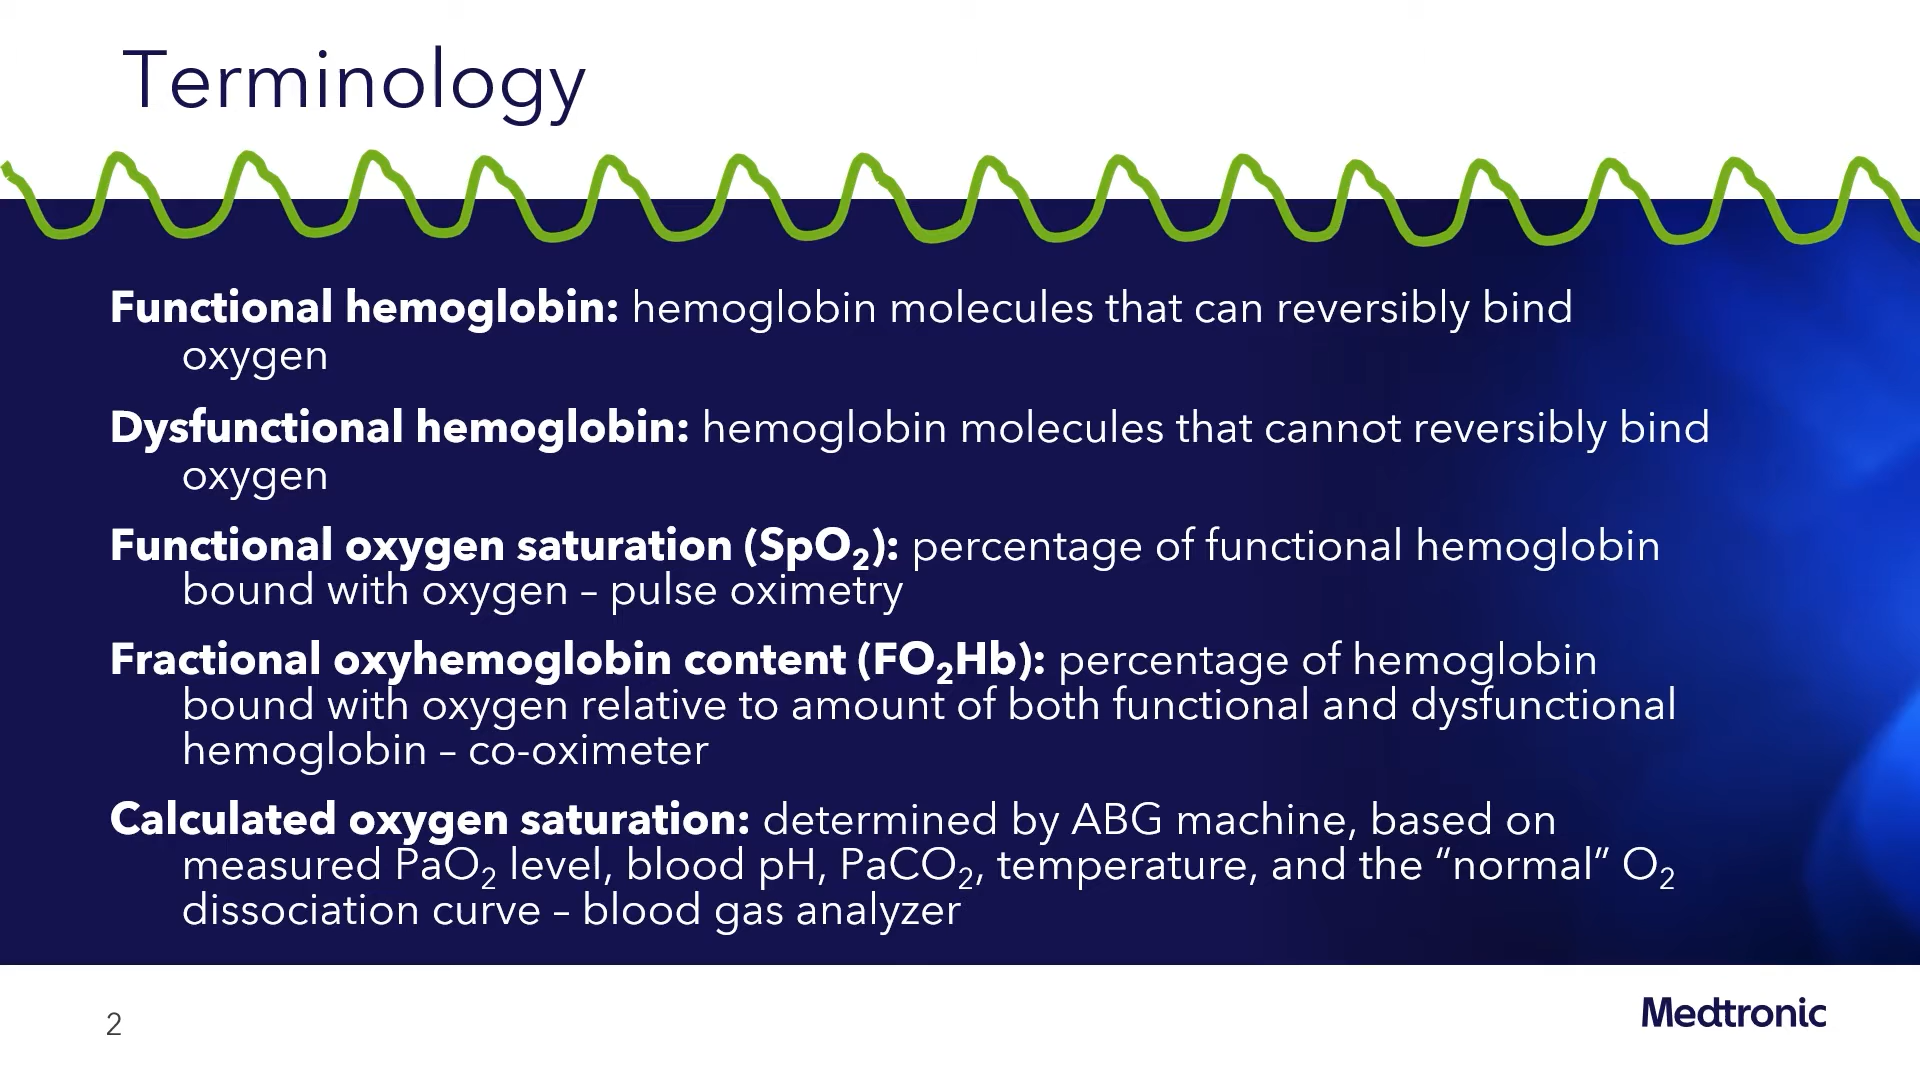 Terminology
Functional hemoglobin: hemoglobin molecules that can reversibly bind
oxygen
Dysfunctional hemoglobin: hemoglobin molecules that cannot reversibly bind
oxygen
Functional oxygen saturation (SpO₂): percentage of functional hemoglobin
bound with oxygen – pulse oximetry
Fractional oxyhemoglobin content (FO₂Hb): percentage of hemoglobin
bound with oxygen relative to amount of both functional and dysfunctional
hemoglobin – co-oximeter
Calculated oxygen saturation: determined by ABG machine, based on
measured PaO₂ level, blood pH, PaCO₂, temperature, and the “normal” O₂
dissociation curve – blood gas analyzer
2
Medtronic